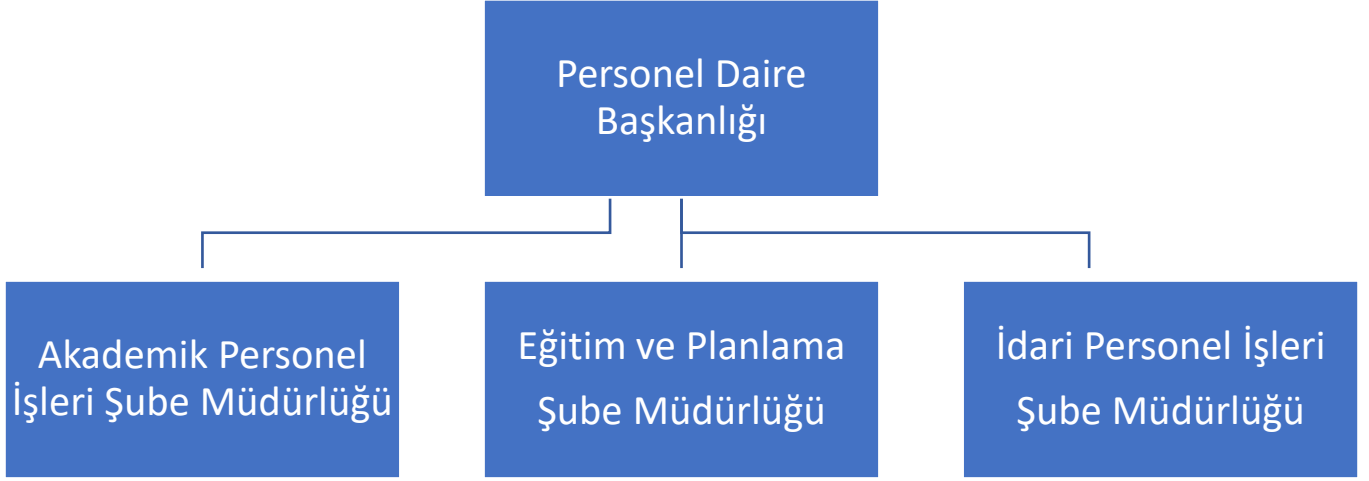 Personel Daire
Başkanlığı
Akademik Personel
İşleri Şube Müdürlüğü
Eğitim ve Planlama
Şube Müdürlüğü
İdari Personel İşleri
Şube Müdürlüğü